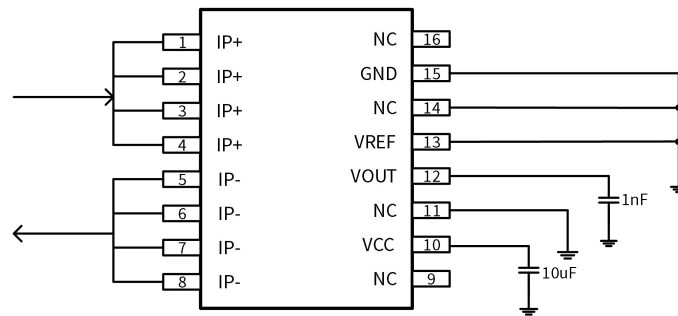 1 IP+ NC 16
2 IP+ GND 15
3 IP+ NC 14
4 IP+ VREF 13
5 IP- VOUT 12
1nF
6 IP- NC 11
7 IP- VCC 10
10uF
8 IP- NC 9